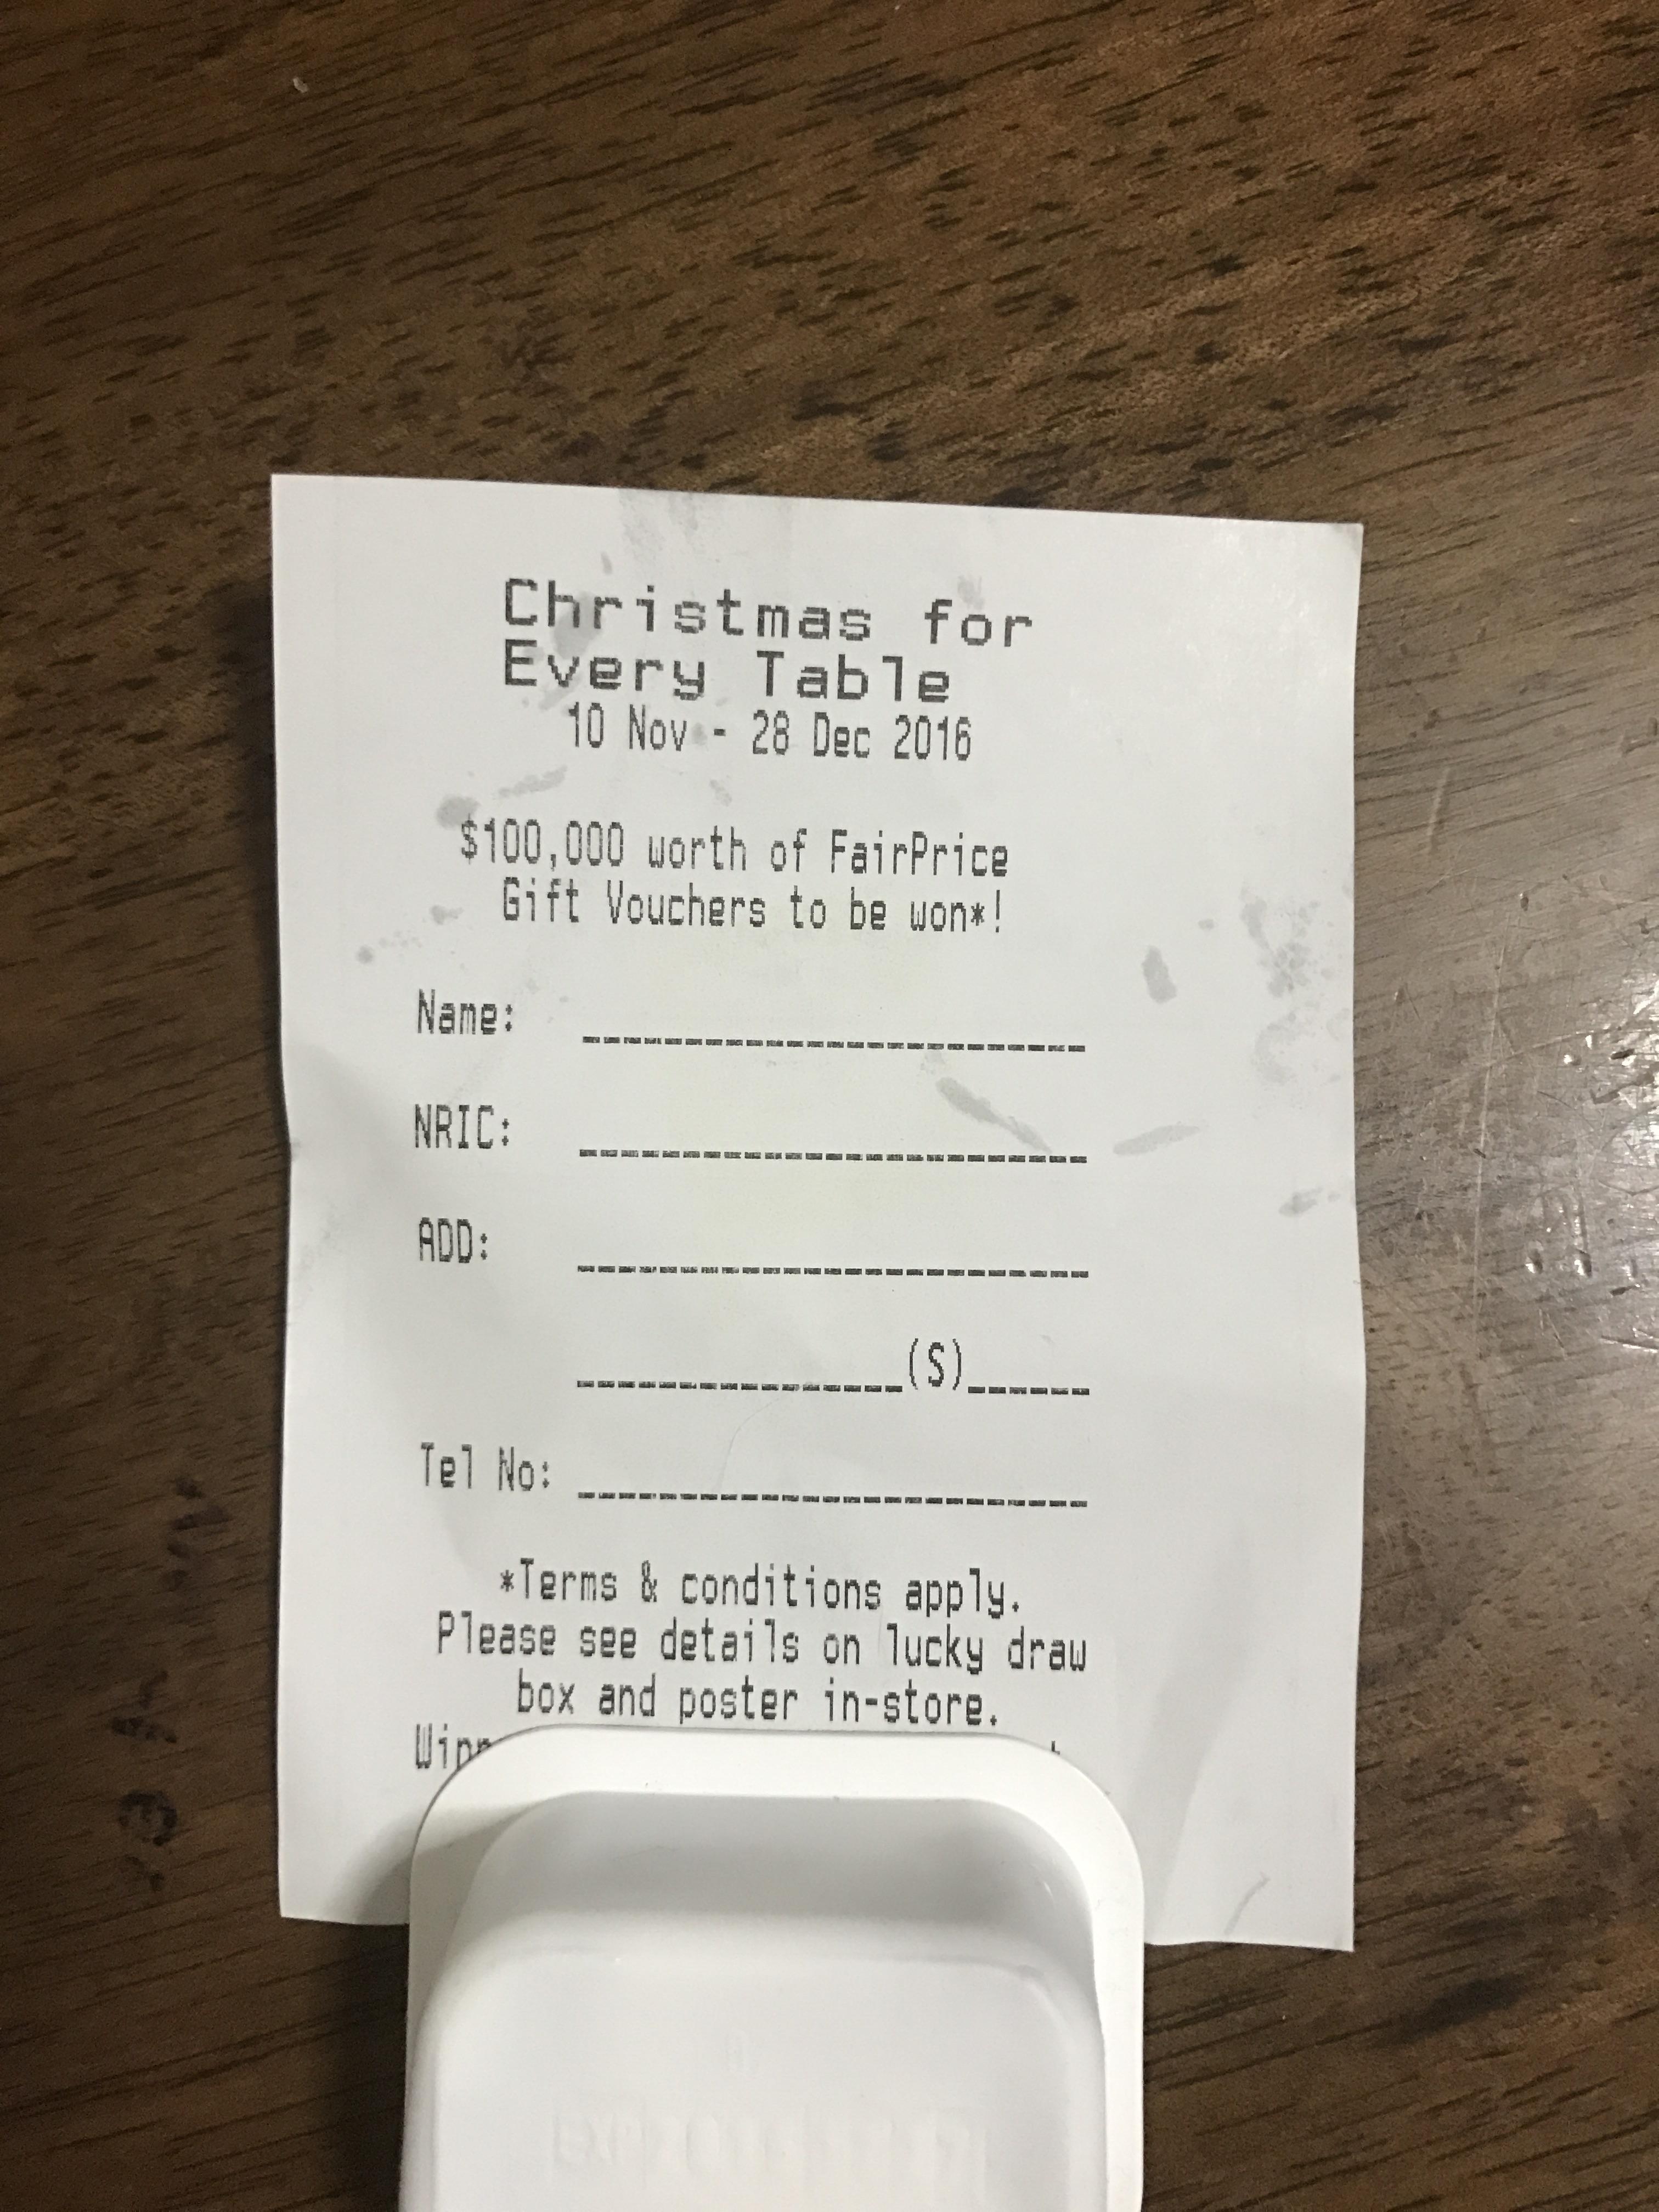 Christmas for
Every Table
10 Nov - 28 Dec 2016
$100,000 worth of FairPrice
Gift Vouchers to be won*!
Name:
NRIC:
ADD:
(S)
Tel No:
*Terms & conditions apply.
Please see details on lucky draw
box and poster in-store.